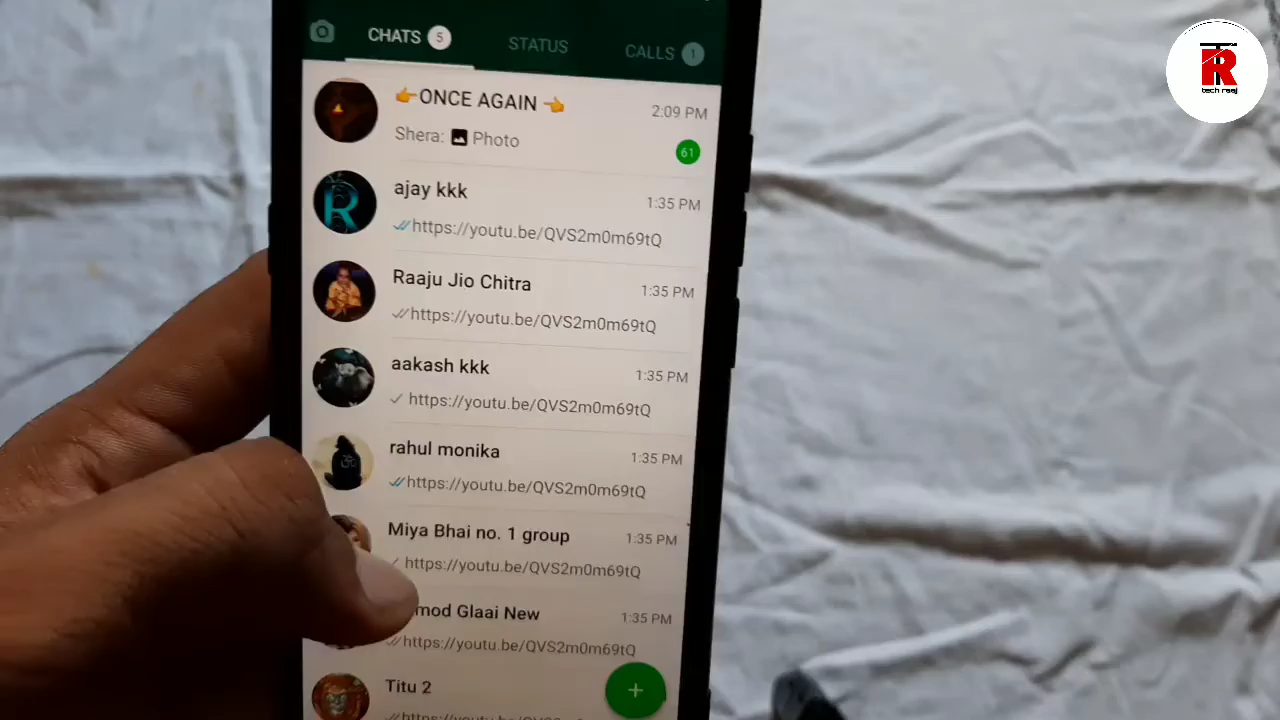 CHATS 5 STATUS CALLS 1
👉ONCE AGAIN 👈 2:09 PM
Shera: Photo 61
ajay kkk 1:35 PM
https://youtu.be/QVS2m0m69tQ
Raaju Jio Chitra 1:35 PM
https://youtu.be/QVS2m0m69tQ
aakash kkk 1:35 PM
https://youtu.be/QVS2m0m69tQ
rahul monika 1:35 PM
https://youtu.be/QVS2m0m69tQ
Miya Bhai no. 1 group 1:35 PM
https://youtu.be/QVS2m0m69tQ
mod Glaai New 1:35 PM
https://youtu.be/QVS2m0m69tQ
Titu 2
R
tech raaj